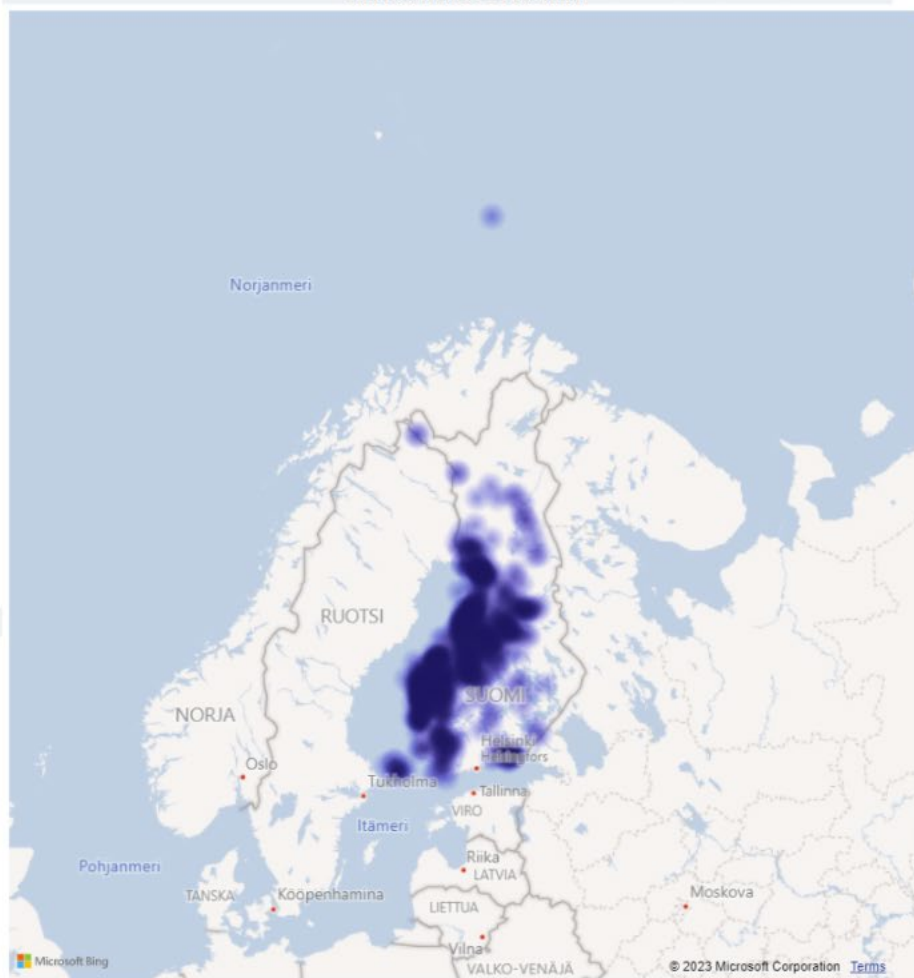 Norjanmeri
RUOTSI
SUOMI
NORJA
Helsinki
Helsingfors
Oslo
Tukholma
Tallinna
VIRO
Itämeri
Pohjanmeri
Riika
LATVIA
TANSKA
Kööpenhamina
Moskova
LIETTUA
Vilna
VALKO-VENÄJÄ
Microsoft Bing
© 2023 Microsoft Corporation Terms